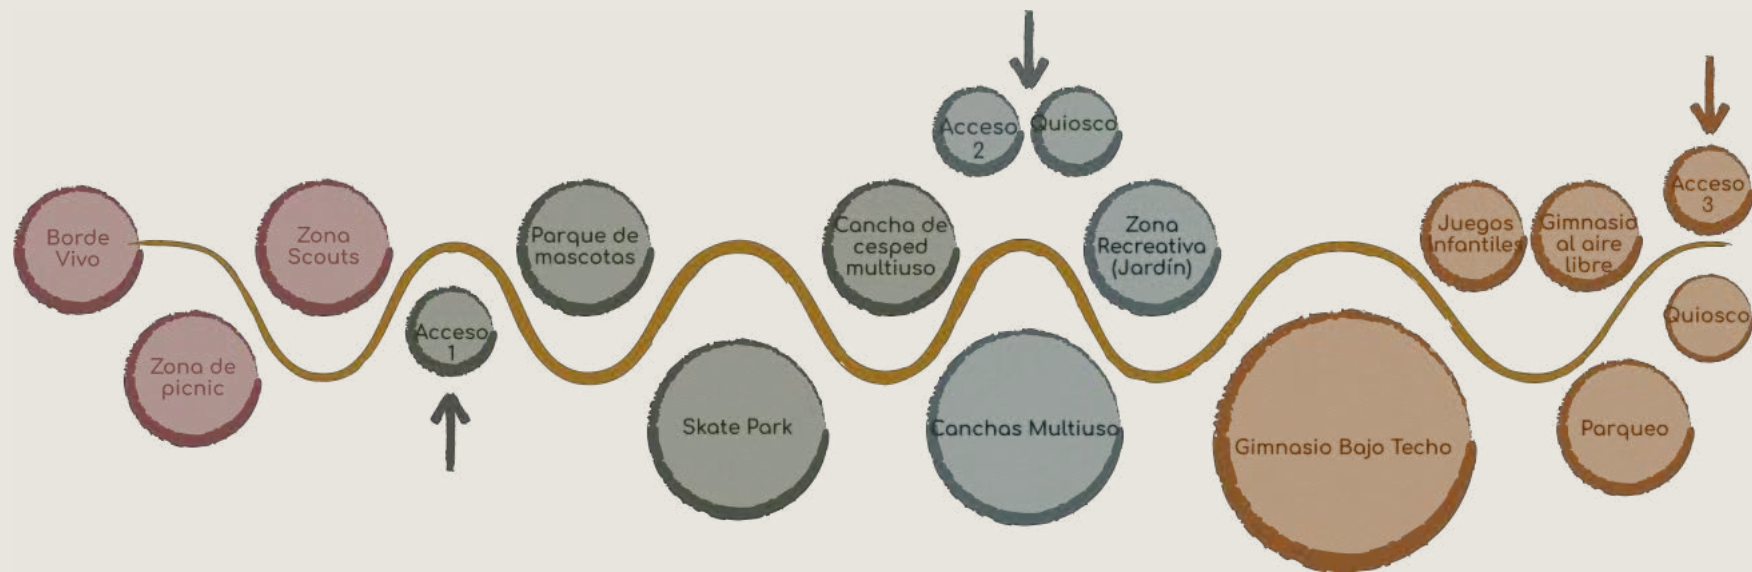 Borde
Vivo
Zona de
picnic
Zona
Scouts
Acceso
1
Parque de
mascotas
Skate Park
Cancha de
cesped
multiuso
Acceso
2
Quiosco
Canchas Multiuso
Zona
Recreativa
(Jardín)
Gimnasio Bajo Techo
Juegos
Infantiles
Gimnasio
al aire
libre
Acceso
3
Quiosco
Parqueo